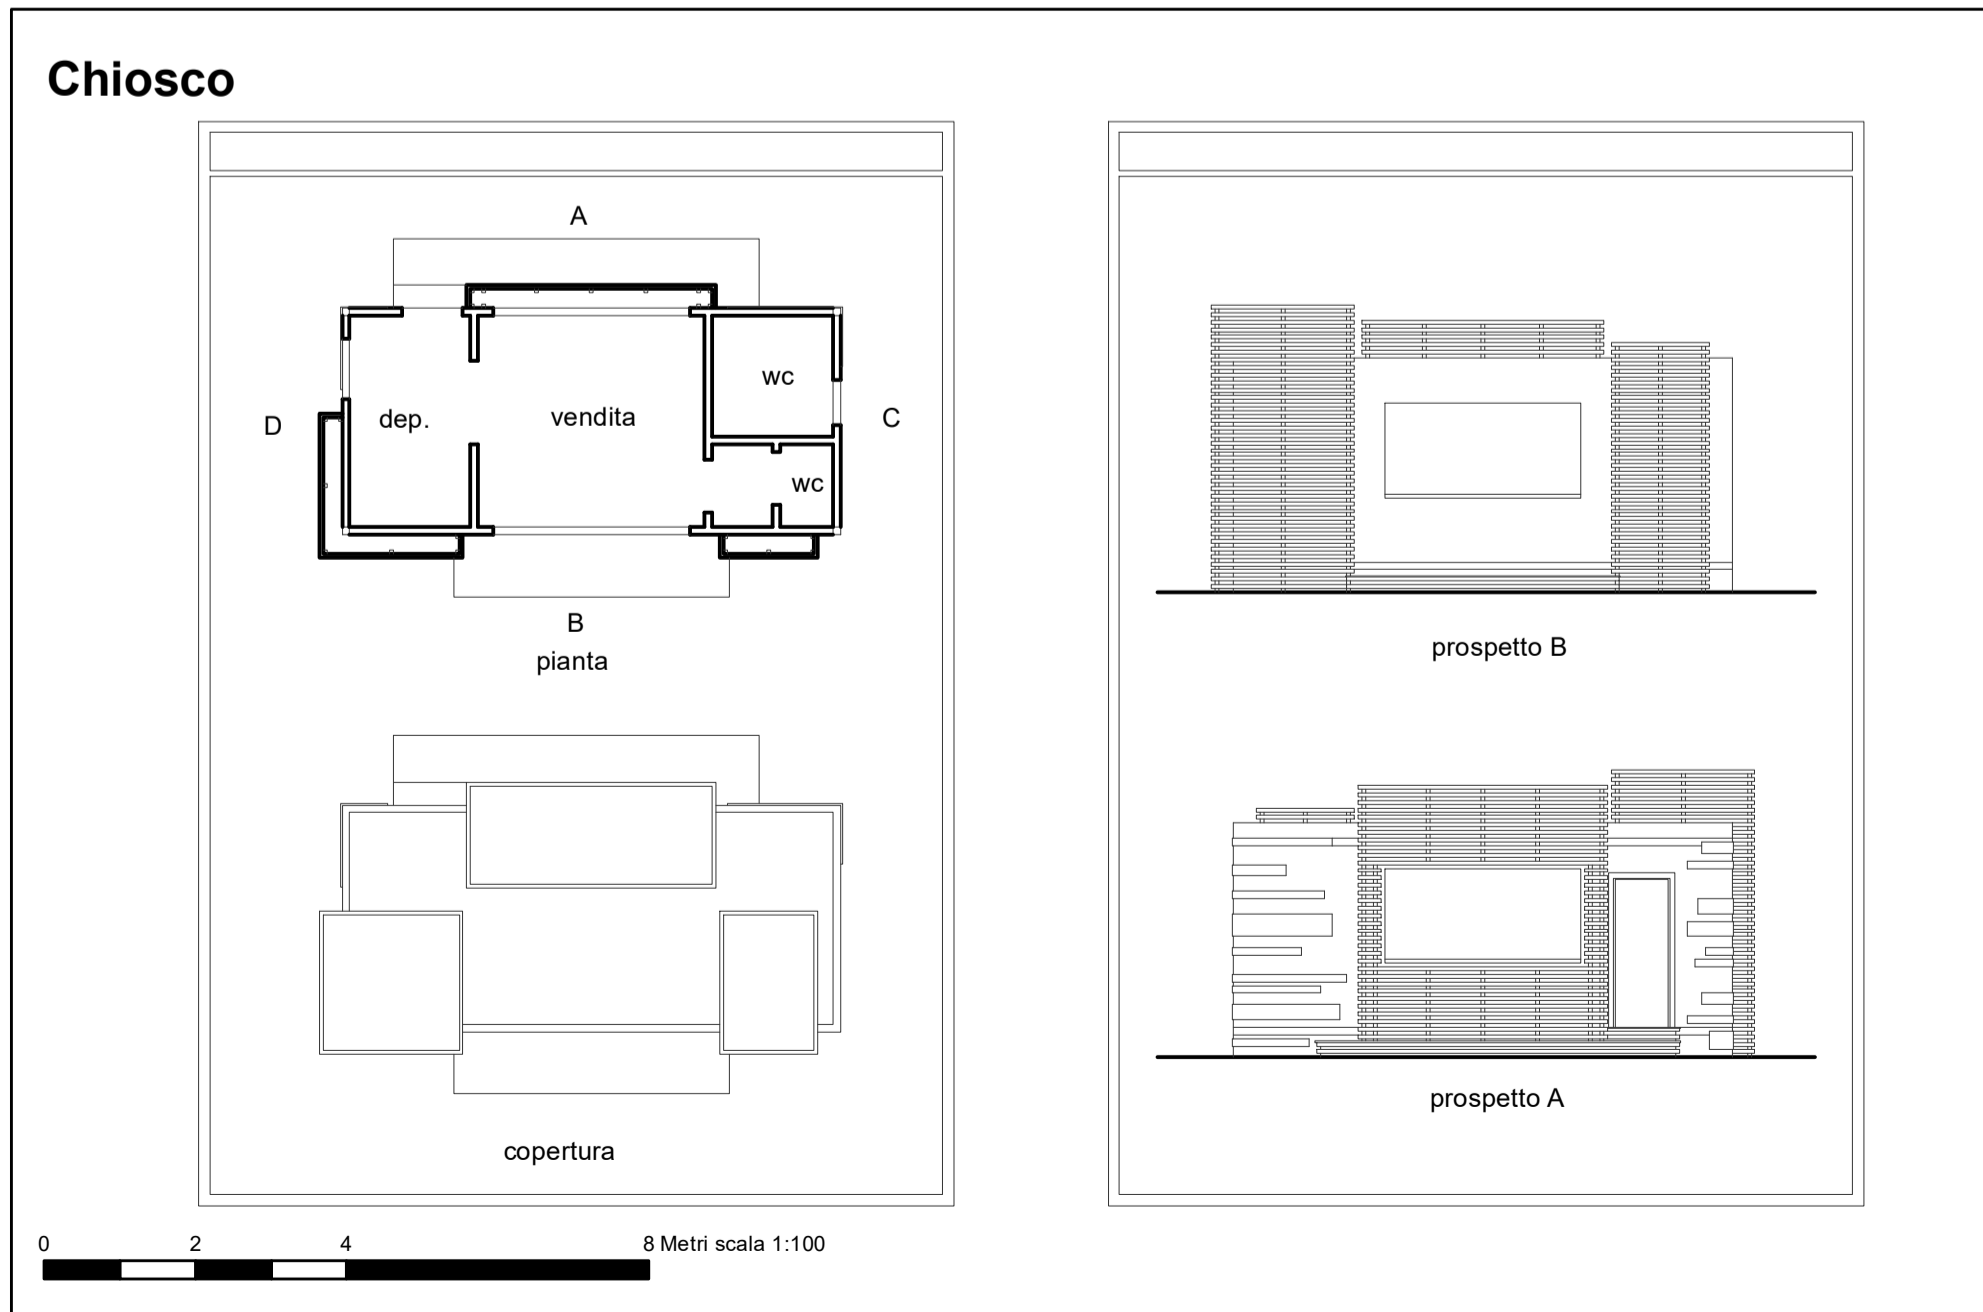 Chiosco
A
wc
dep.
vendita
D
C
wc
B
pianta
copertura
prospetto B
prospetto A
0 2 4 8 Metri scala 1:100